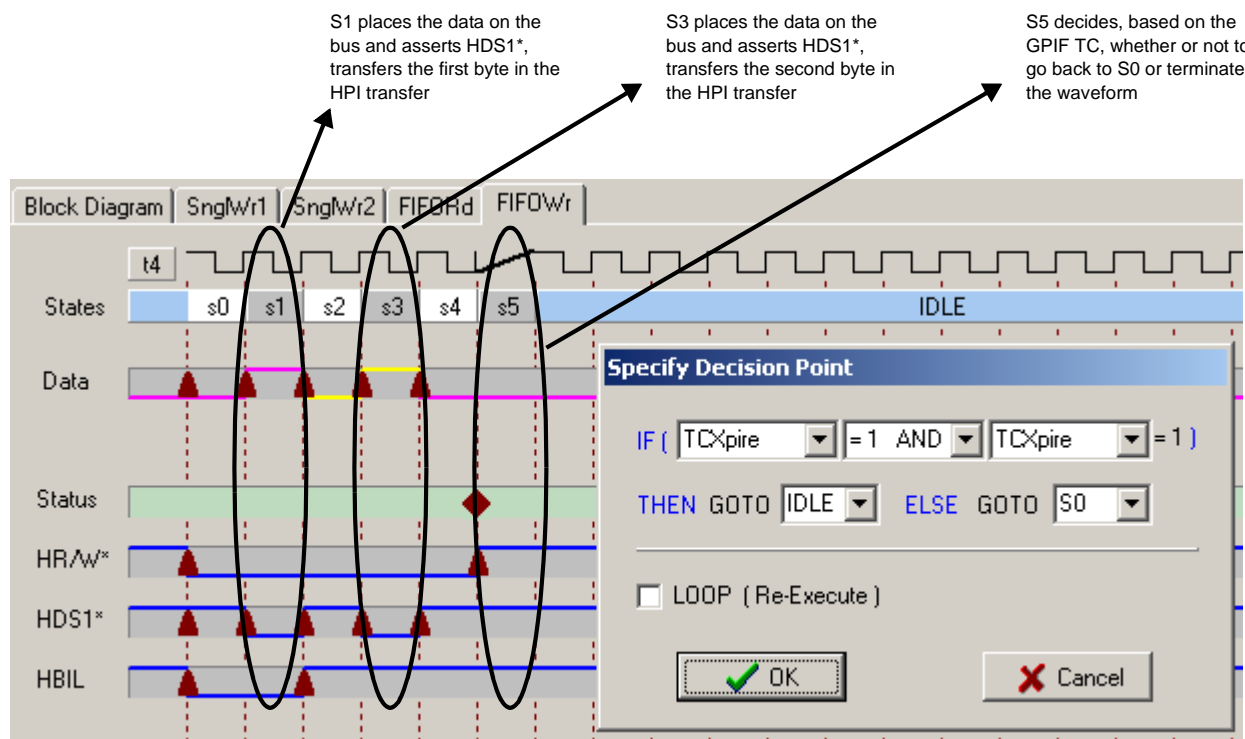 S1 places the data on the
bus and asserts HDS1*,
transfers the first byte in the
HPI transfer
S3 places the data on the
bus and asserts HDS1*,
transfers the second byte in
the HPI transfer
S5 decides, based on the
GPIF TC, whether or not to
go back to S0 or terminate
the waveform
Block Diagram SnglWr1 SnglWr2 FIFORd FIFOWr
t4
States s0 s1 s2 s3 s4 s5 IDLE
Data
Status
HR/W*
HDS1*
HBIL
Specify Decision Point
IF ( TCXpire = 1 AND TCXpire = 1 )
THEN GOTO IDLE ELSE GOTO S0
LOOP ( Re-Execute )
OK Cancel